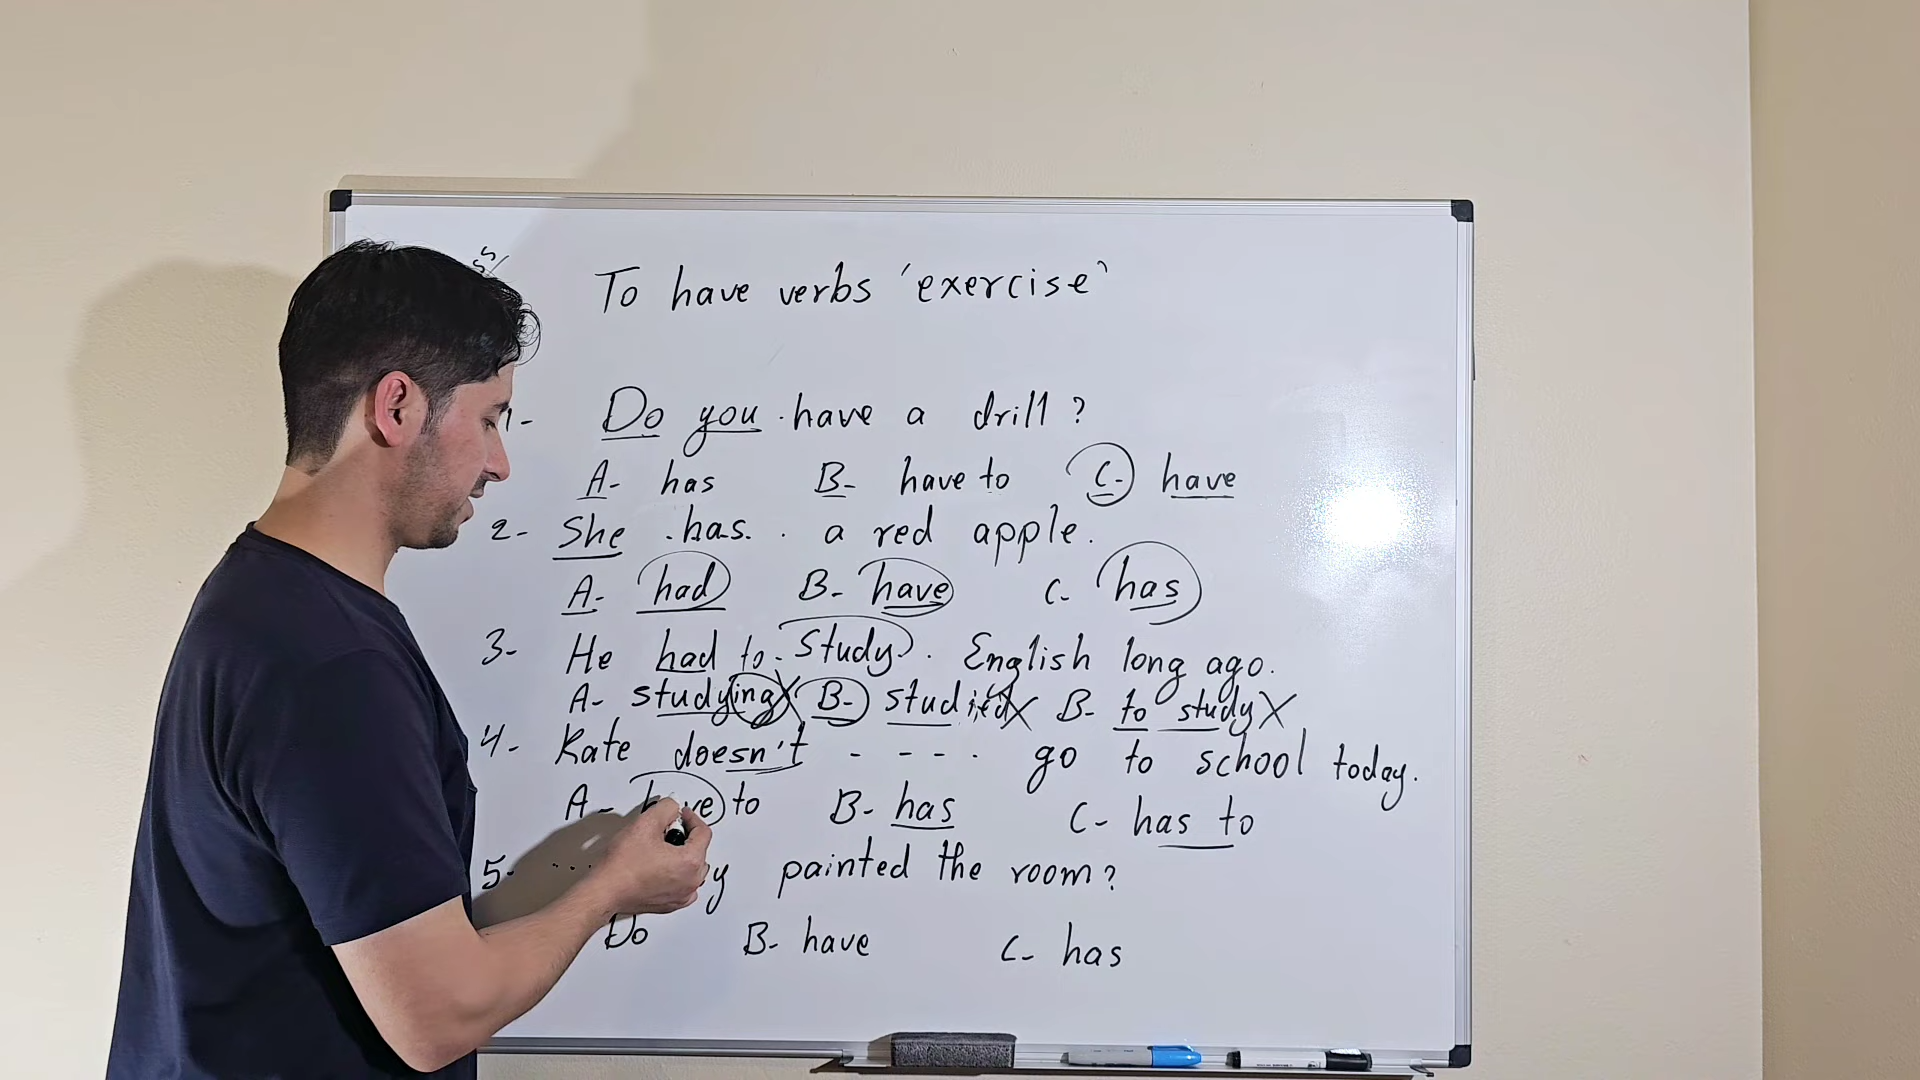 To have verbs 'exercise'
1- Do you have a drill?
A- has B- have to C- have
2- She .has. . a red apple.
A- had B- have C- has
3- He had to. study. English long ago.
A- studying X B- studied X B- to study X
4- Kate doesn't - - - . go to school today.
A- have to B- has C- has to
5- ... painted the room?
Do B- have C- has